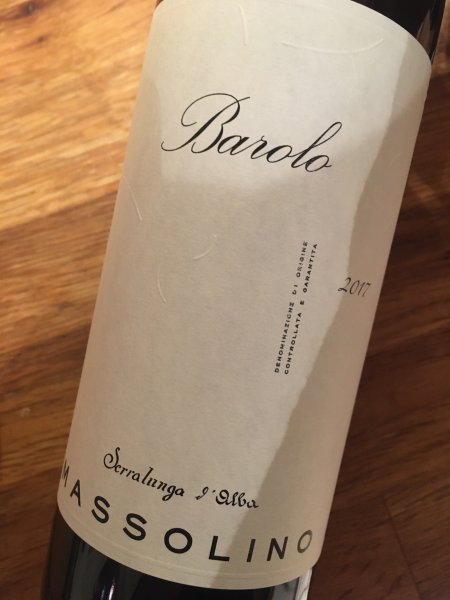 Barolo
DENOMINAZIONE DI ORIGINE
CONTROLLATA E GARANTITA
2017
Serralunga d'Alba
MASSOLINO